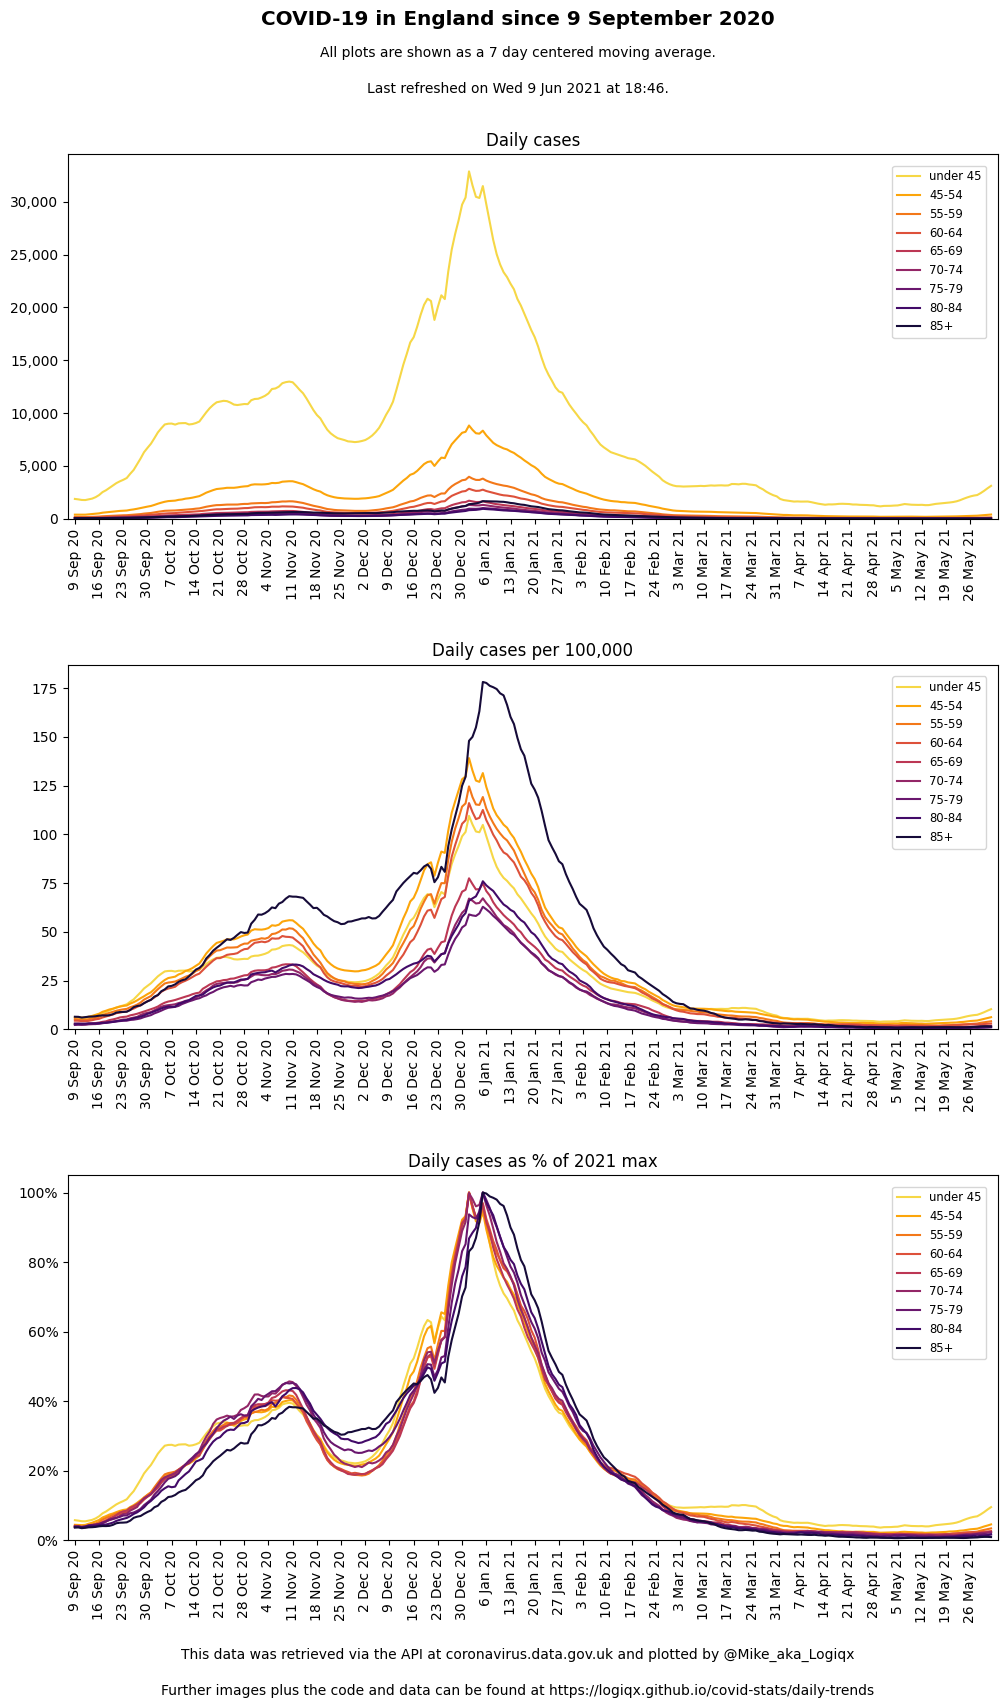 COVID-19 in England since 9 September 2020
All plots are shown as a 7 day centered moving average.
Last refreshed on Wed 9 Jun 2021 at 18:46.
Daily cases
30,000
25,000
20,000
15,000
10,000
5,000
0
under 45
45-54
55-59
60-64
65-69
70-74
75-79
80-84
85+
9 Sep 20
16 Sep 20
23 Sep 20
30 Sep 20
7 Oct 20
14 Oct 20
21 Oct 20
28 Oct 20
4 Nov 20
11 Nov 20
18 Nov 20
25 Nov 20
2 Dec 20
9 Dec 20
16 Dec 20
23 Dec 20
30 Dec 20
6 Jan 21
13 Jan 21
20 Jan 21
27 Jan 21
3 Feb 21
10 Feb 21
17 Feb 21
24 Feb 21
3 Mar 21
10 Mar 21
17 Mar 21
24 Mar 21
31 Mar 21
7 Apr 21
14 Apr 21
21 Apr 21
28 Apr 21
5 May 21
12 May 21
19 May 21
26 May 21
Daily cases per 100,000
175
150
125
100
75
50
25
0
under 45
45-54
55-59
60-64
65-69
70-74
75-79
80-84
85+
9 Sep 20
16 Sep 20
23 Sep 20
30 Sep 20
7 Oct 20
14 Oct 20
21 Oct 20
28 Oct 20
4 Nov 20
11 Nov 20
18 Nov 20
25 Nov 20
2 Dec 20
9 Dec 20
16 Dec 20
23 Dec 20
30 Dec 20
6 Jan 21
13 Jan 21
20 Jan 21
27 Jan 21
3 Feb 21
10 Feb 21
17 Feb 21
24 Feb 21
3 Mar 21
10 Mar 21
17 Mar 21
24 Mar 21
31 Mar 21
7 Apr 21
14 Apr 21
21 Apr 21
28 Apr 21
5 May 21
12 May 21
19 May 21
26 May 21
Daily cases as % of 2021 max
100%
80%
60%
40%
20%
0%
under 45
45-54
55-59
60-64
65-69
70-74
75-79
80-84
85+
9 Sep 20
16 Sep 20
23 Sep 20
30 Sep 20
7 Oct 20
14 Oct 20
21 Oct 20
28 Oct 20
4 Nov 20
11 Nov 20
18 Nov 20
25 Nov 20
2 Dec 20
9 Dec 20
16 Dec 20
23 Dec 20
30 Dec 20
6 Jan 21
13 Jan 21
20 Jan 21
27 Jan 21
3 Feb 21
10 Feb 21
17 Feb 21
24 Feb 21
3 Mar 21
10 Mar 21
17 Mar 21
24 Mar 21
31 Mar 21
7 Apr 21
14 Apr 21
21 Apr 21
28 Apr 21
5 May 21
12 May 21
19 May 21
26 May 21
This data was retrieved via the API at coronavirus.data.gov.uk and plotted by @Mike_aka_Logiqx
Further images plus the code and data can be found at https://logiqx.github.io/covid-stats/daily-trends